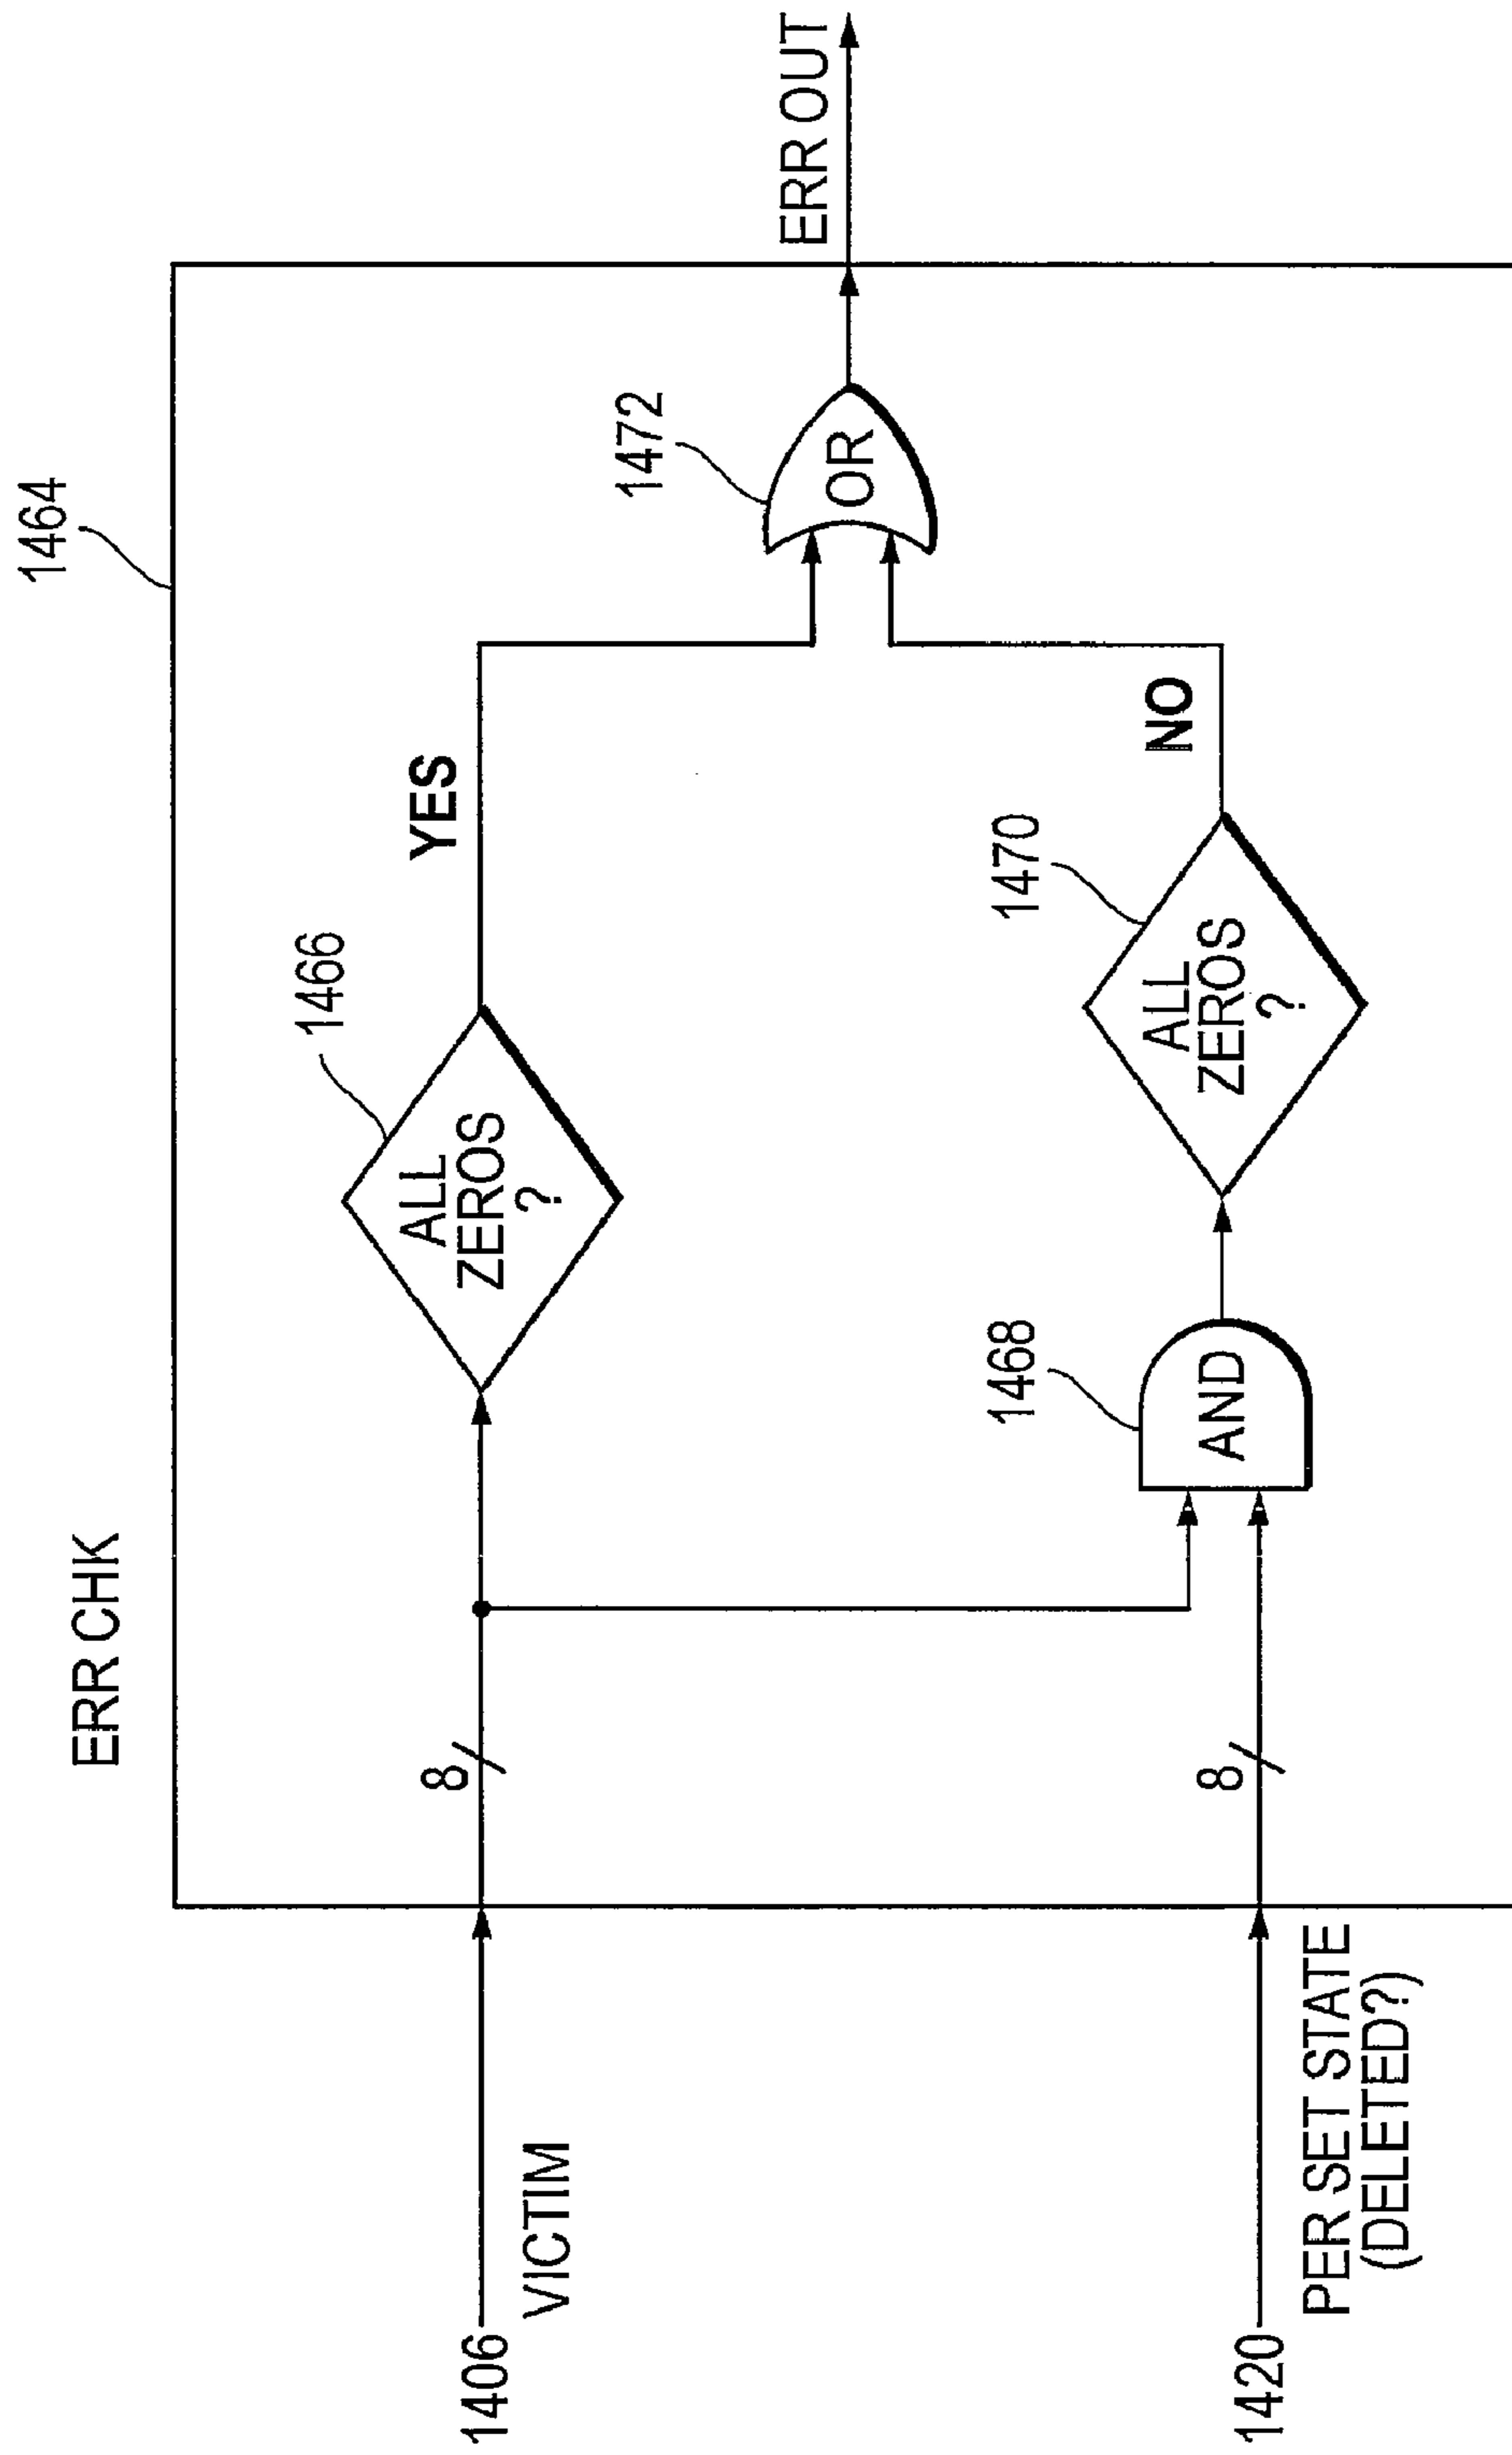 ERR CHK
1464
1466
ALL
ZEROS
?
YES
1472
OR
ERR OUT
1406
VICTIM
8
1468
AND
1470
ALL
ZEROS
?
NO
8
1420
PER SET STATE
(DELETED?)